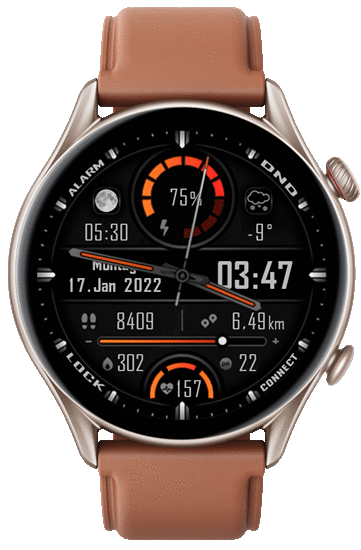 ALARM
DND
75%
05:30
-9°
Montag
17.Jan 2022
03:47
8409
6.49km
- +
302
22
157
LOCK
CONNECT